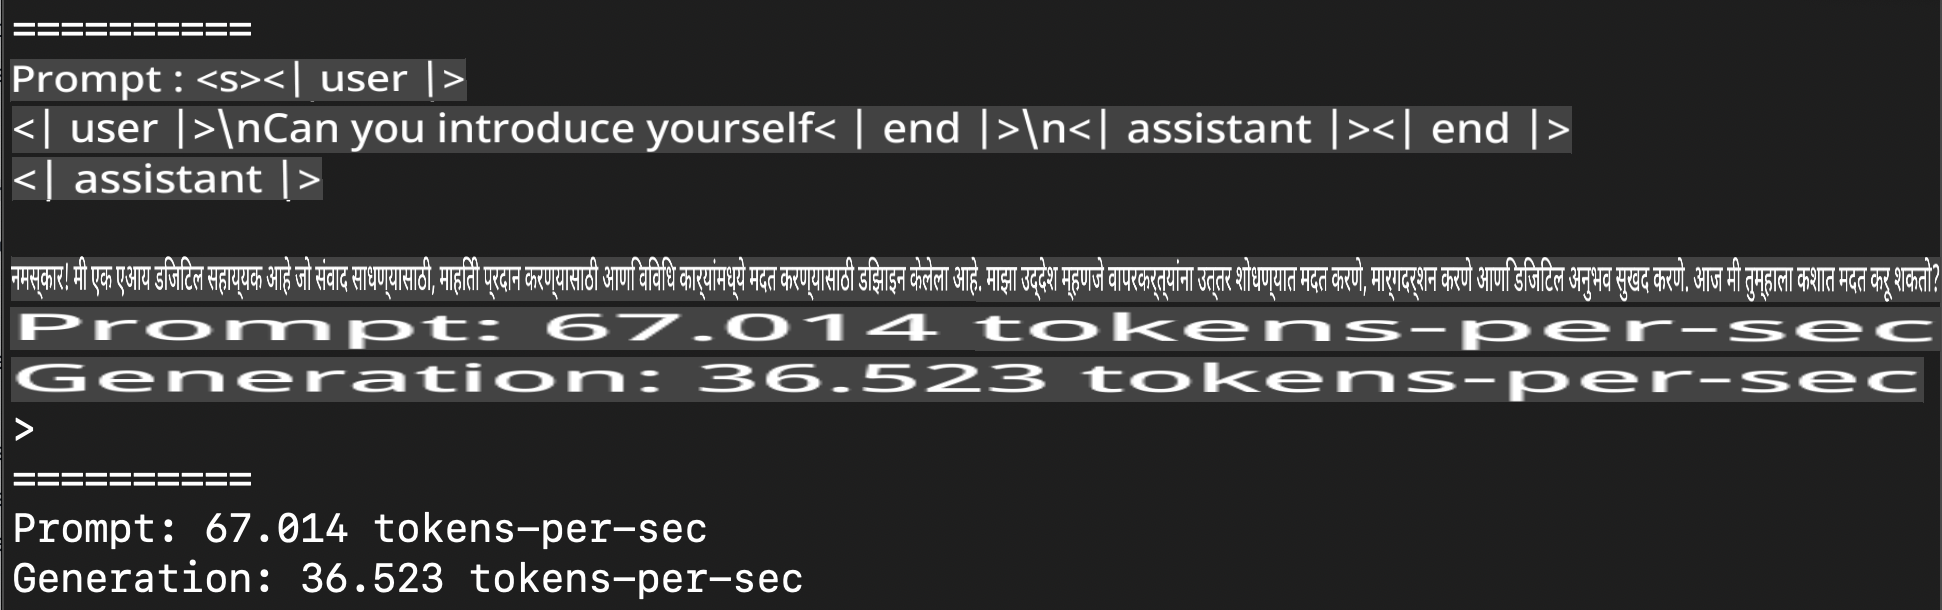 ==========
Prompt : <s><| user |>
<| user |>\nCan you introduce yourself< | end |>\n<| assistant |><| end |>
<| assistant |>
नमस्कार! मी एक एआय डिजिटल सहाय्यक आहे जो संवाद साधण्यासाठी, माहिती प्रदान करण्यासाठी आणि विविध कार्यांमध्ये मदत करण्यासाठी डिझाइन केलेला आहे. माझा उद्देश म्हणजे वापरकर्त्यांना उत्तर शोधण्यात मदत करणे, मार्गदर्शन करणे आणि डिजिटल अनुभव सुखद करणे. आज मी तुम्हाला कशात मदत करू शकतो?
Prompt: 67.014 tokens-per-sec
Generation: 36.523 tokens-per-sec
>
==========
Prompt: 67.014 tokens-per-sec
Generation: 36.523 tokens-per-sec